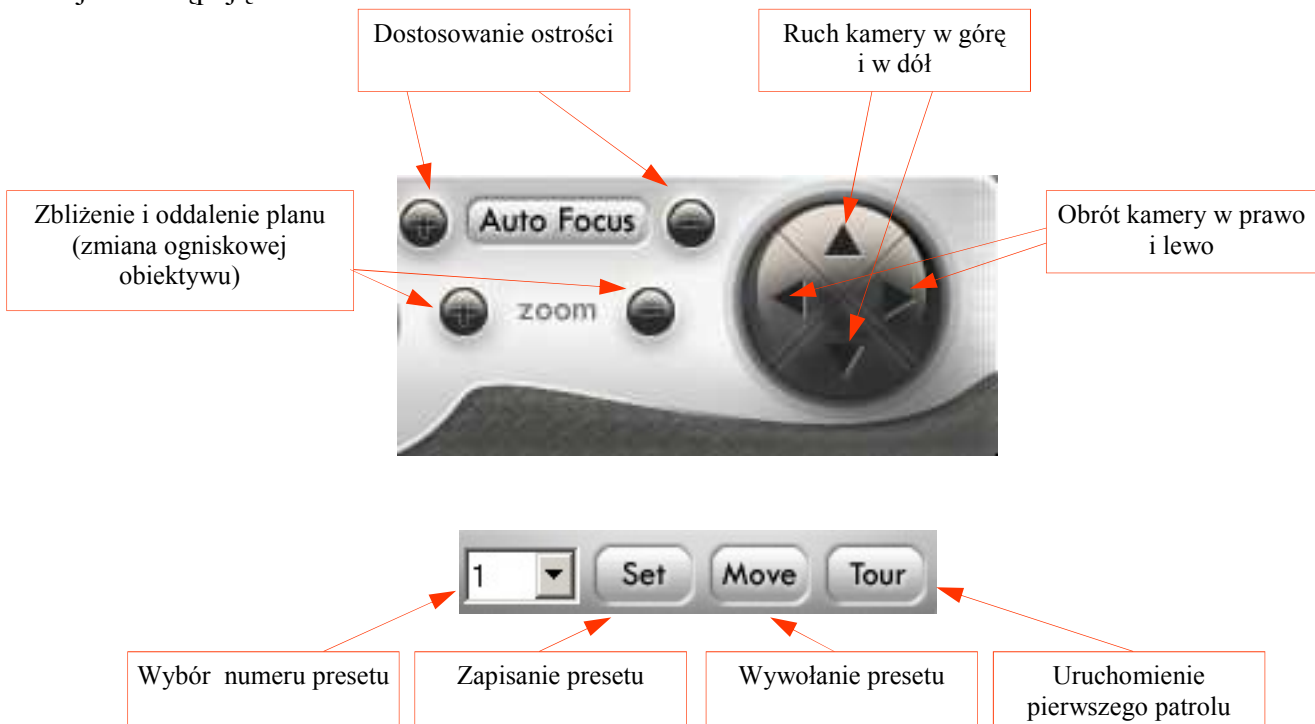 Dostosowanie ostrości
Ruch kamery w górę
i w dół
Zbliżenie i oddalenie planu
(zmiana ogniskowej
obiektywu)
Auto Focus
zoom
Obrót kamery w prawo
i lewo
1
Set
Move
Tour
Wybór numeru presetu
Zapisanie presetu
Wywołanie presetu
Uruchomienie
pierwszego patrolu